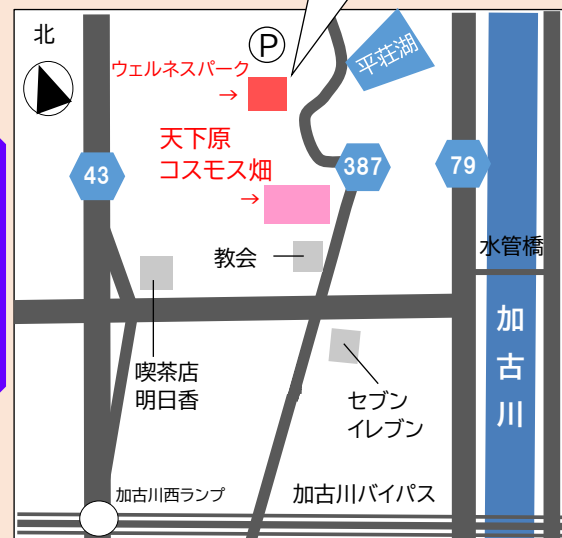 北
P
平荘湖
ウェルネスパーク
→
天下原
コスモス畑
→
43
387
79
教会
水管橋
喫茶店
明日香
セブン
イレブン
加古川
加古川西ランプ
加古川バイパス